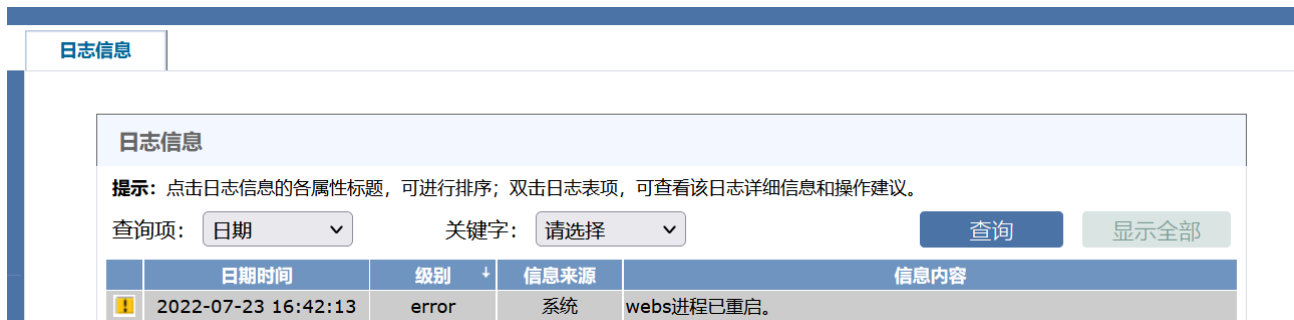 日志信息
日志信息
提示：点击日志信息的各属性标题，可进行排序；双击日志表项，可查看该日志详细信息和操作建议。
查询项： 日期 关键字： 请选择 查询 显示全部
日期时间 级别 ↓ 信息来源 信息内容
2022-07-23 16:42:13 error 系统 webs进程已重启。